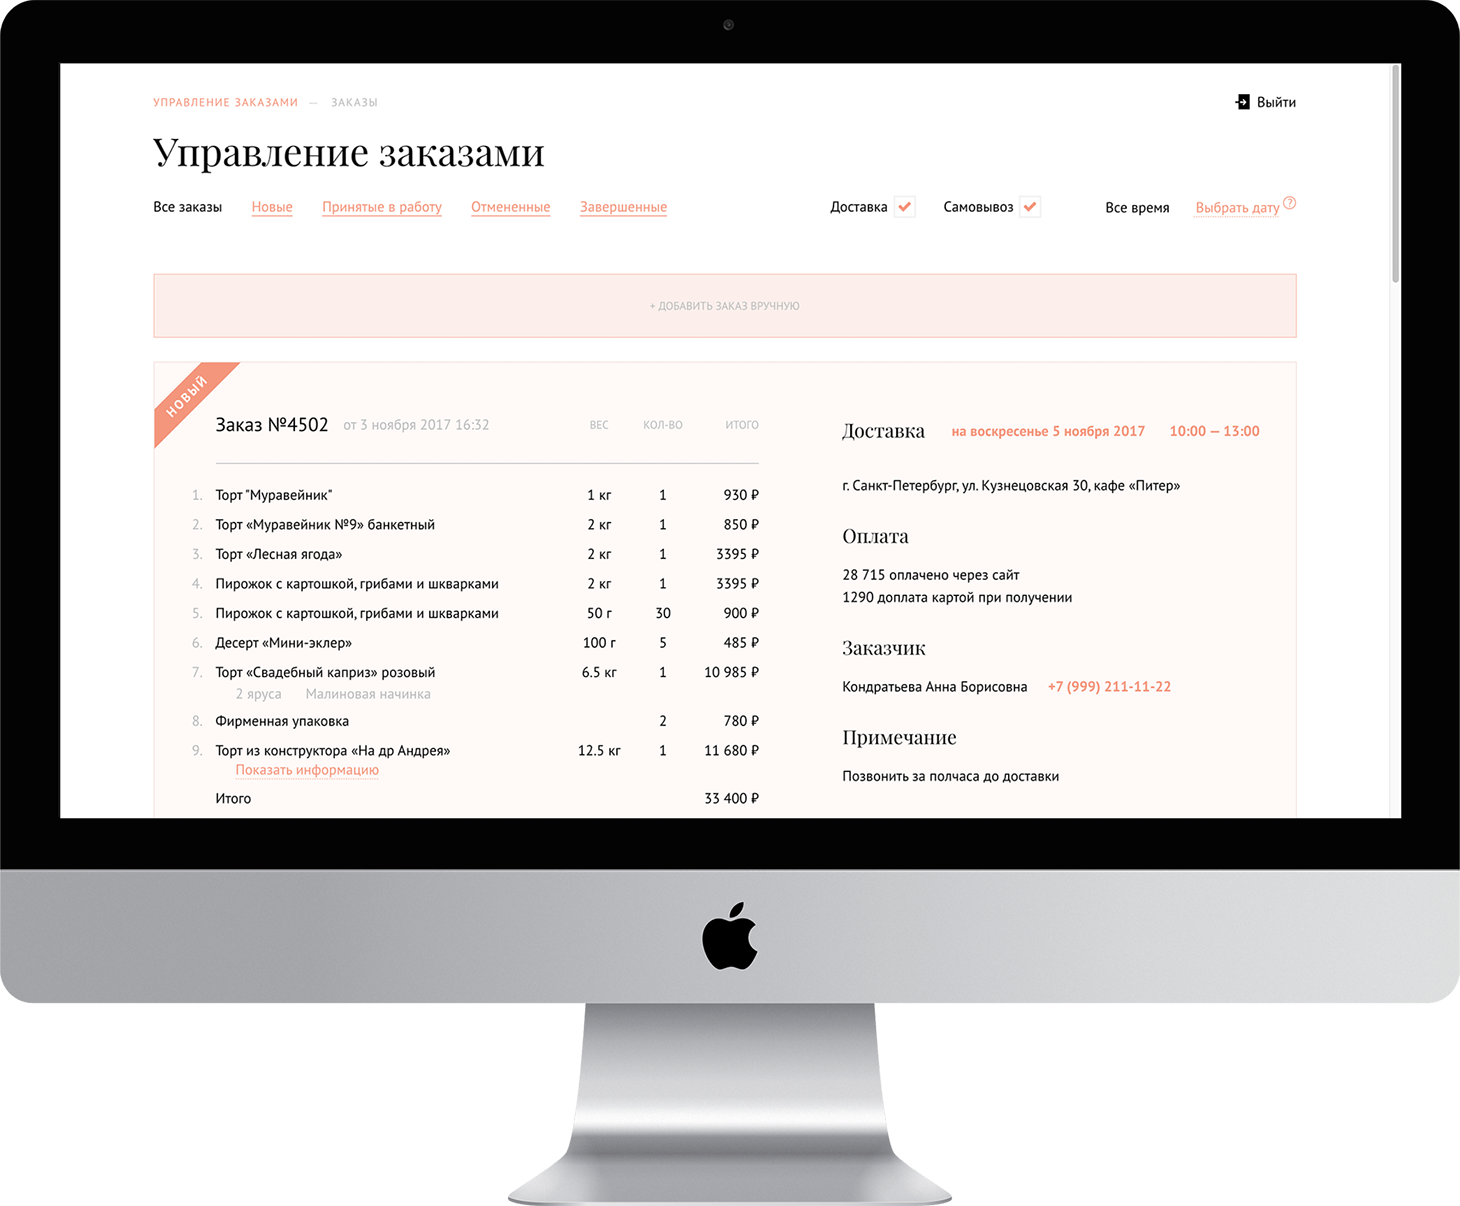 УПРАВЛЕНИЕ ЗАКАЗАМИ — ЗАКАЗЫ
Выйти
Управление заказами
Все заказы Новые Принятые в работу Отмененные Завершенные Доставка Самовывоз Все время Выбрать дату ?
+ ДОБАВИТЬ ЗАКАЗ ВРУЧНУЮ
НОВЫЙ
Заказ №4502 от 3 ноября 2017 16:32 ВЕС КОЛ-ВО ИТОГО
1. Торт "Муравейник" 1 кг 1 930 ₽
2. Торт «Муравейник №9» банкетный 2 кг 1 850 ₽
3. Торт «Лесная ягода» 2 кг 1 3395 ₽
4. Пирожок с картошкой, грибами и шкварками 2 кг 1 3395 ₽
5. Пирожок с картошкой, грибами и шкварками 50 г 30 900 ₽
6. Десерт «Мини-эклер» 100 г 5 485 ₽
7. Торт «Свадебный каприз» розовый 6.5 кг 1 10 985 ₽
2 яруса Малиновая начинка
8. Фирменная упаковка 2 780 ₽
9. Торт из конструктора «На др Андрея» 12.5 кг 1 11 680 ₽
Показать информацию
Итого 33 400 ₽
Доставка на воскресенье 5 ноября 2017 10:00 — 13:00
г. Санкт-Петербург, ул. Кузнецовская 30, кафе «Питер»
Оплата
28 715 оплачено через сайт
1290 доплата картой при получении
Заказчик
Кондратьева Анна Борисовна +7 (999) 211-11-22
Примечание
Позвонить за полчаса до доставки